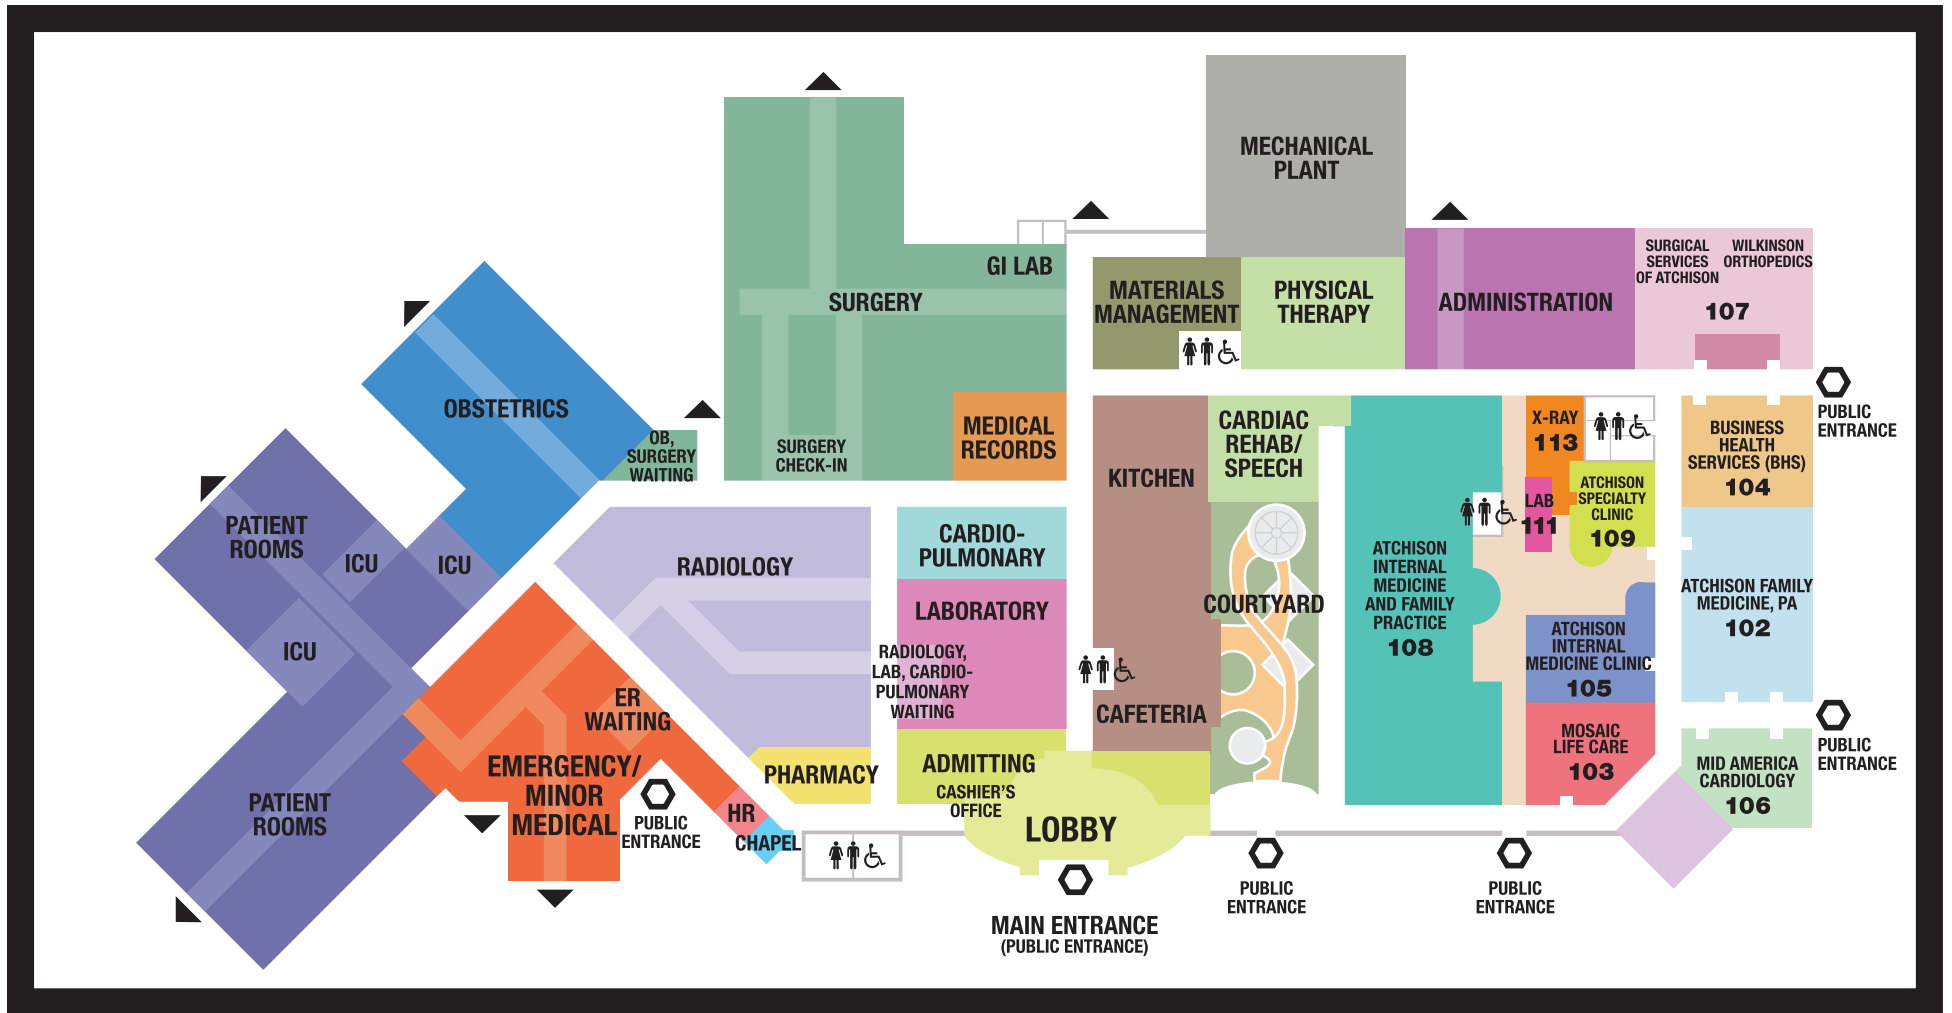 MECHANICAL
PLANT
SURGICAL
SERVICES
OF ATCHISON
WILKINSON
ORTHOPEDICS
107
GI LAB
SURGERY
MATERIALS
MANAGEMENT
PHYSICAL
THERAPY
ADMINISTRATION
PUBLIC
ENTRANCE
OBSTETRICS
OB,
SURGERY
WAITING
SURGERY
CHECK-IN
MEDICAL
RECORDS
KITCHEN
CARDIAC
REHAB/
SPEECH
X-RAY
113
BUSINESS
HEALTH
SERVICES (BHS)
104
LAB
111
ATCHISON
SPECIALTY
CLINIC
109
PATIENT
ROOMS
ICU
ICU
ICU
RADIOLOGY
CARDIO-
PULMONARY
LABORATORY
RADIOLOGY,
LAB, CARDIO-
PULMONARY
WAITING
COURTYARD
ATCHISON
INTERNAL
MEDICINE
AND FAMILY
PRACTICE
108
ATCHISON FAMILY
MEDICINE, PA
102
ATCHISON
INTERNAL
MEDICINE CLINIC
105
ER
WAITING
CAFETERIA
MOSAIC
LIFE CARE
103
PUBLIC
ENTRANCE
MID AMERICA
CARDIOLOGY
106
EMERGENCY/
MINOR
MEDICAL
PHARMACY
ADMITTING
CASHIER'S
OFFICE
PATIENT
ROOMS
PUBLIC
ENTRANCE
HR
CHAPEL
LOBBY
MAIN ENTRANCE
(PUBLIC ENTRANCE)
PUBLIC
ENTRANCE
PUBLIC
ENTRANCE